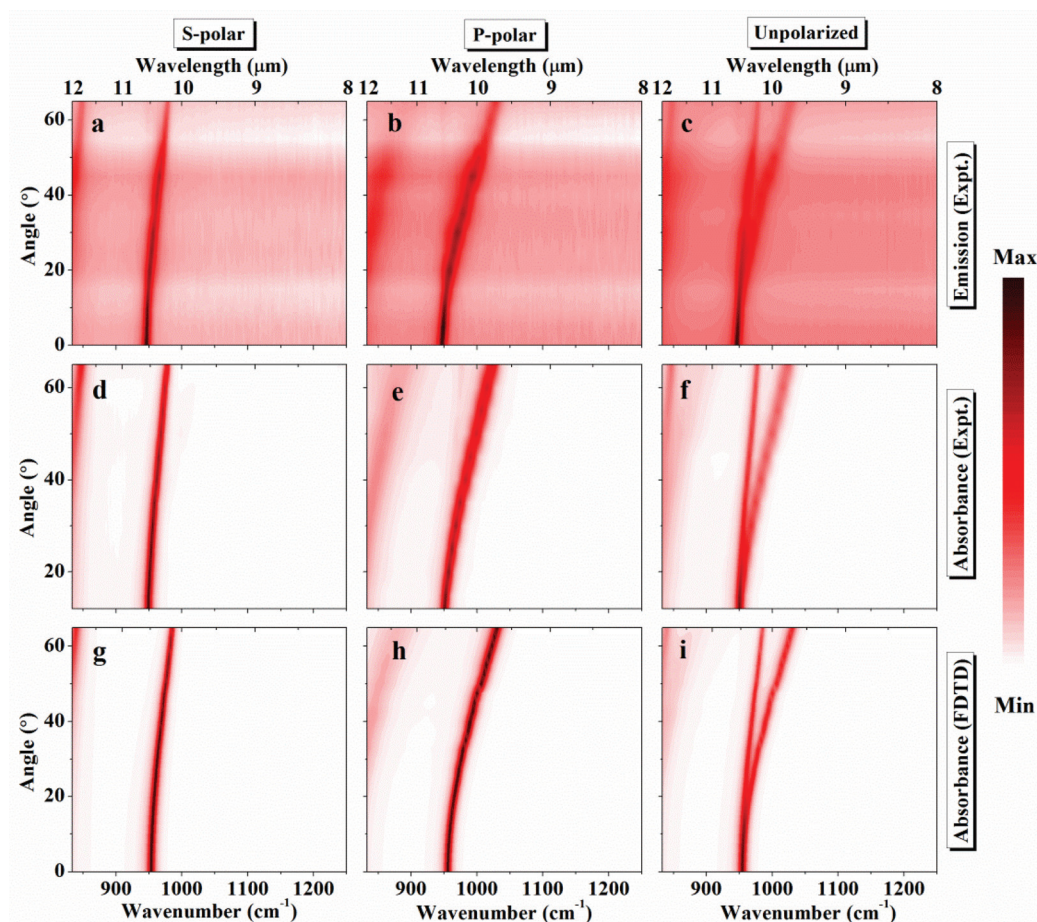 S-polar P-polar Unpolarized
Wavelength (μm) Wavelength (μm) Wavelength (μm)
12 11 10 9 8 12 11 10 9 8 12 11 10 9 8
60 a b c
40
20
0
Angle (°)
Emission (Expt.)
Max
60 d e f
40
20
Angle (°)
Absorbance (Expt.)
60 g h i
40
20
0
Angle (°)
Absorbance (FDTD)
Min
900 1000 1100 1200 900 1000 1100 1200 900 1000 1100 1200
Wavenumber (cm⁻¹) Wavenumber (cm⁻¹) Wavenumber (cm⁻¹)